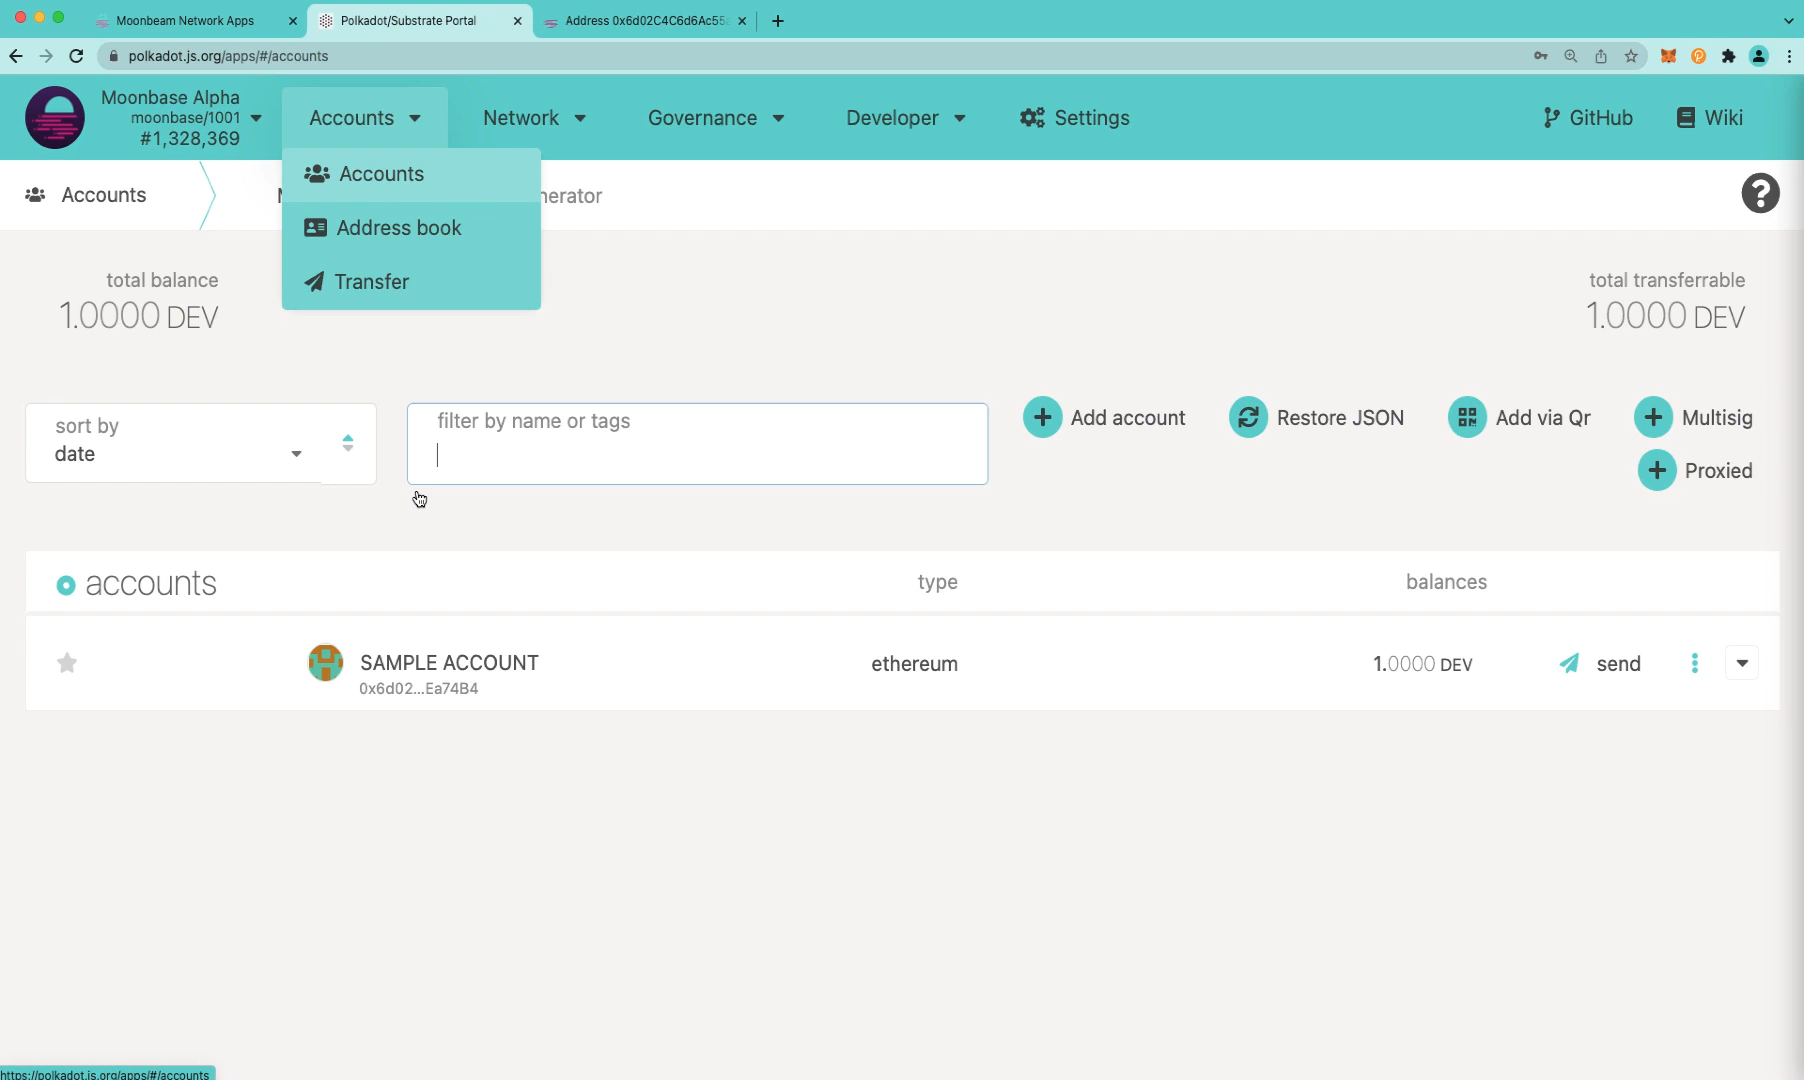 Moonbeam Network Apps
Polkadot/Substrate Portal
Address 0x6d02C4C6d6Ac55
polkadot.js.org/apps/#/accounts
Moonbase Alpha
moonbase/1001
#1,328,369
Accounts
Network
Governance
Developer
Settings
GitHub
Wiki
Accounts
Address book
Transfer
Accounts
nerator
total balance
1.0000 DEV
total transferrable
1.0000 DEV
sort by
date
filter by name or tags
Add account
Restore JSON
Add via Qr
Multisig
Proxied
accounts
type
balances
SAMPLE ACCOUNT
0x6d02...Ea74B4
ethereum
1.0000 DEV
send
https://polkadot.js.org/apps/#/accounts